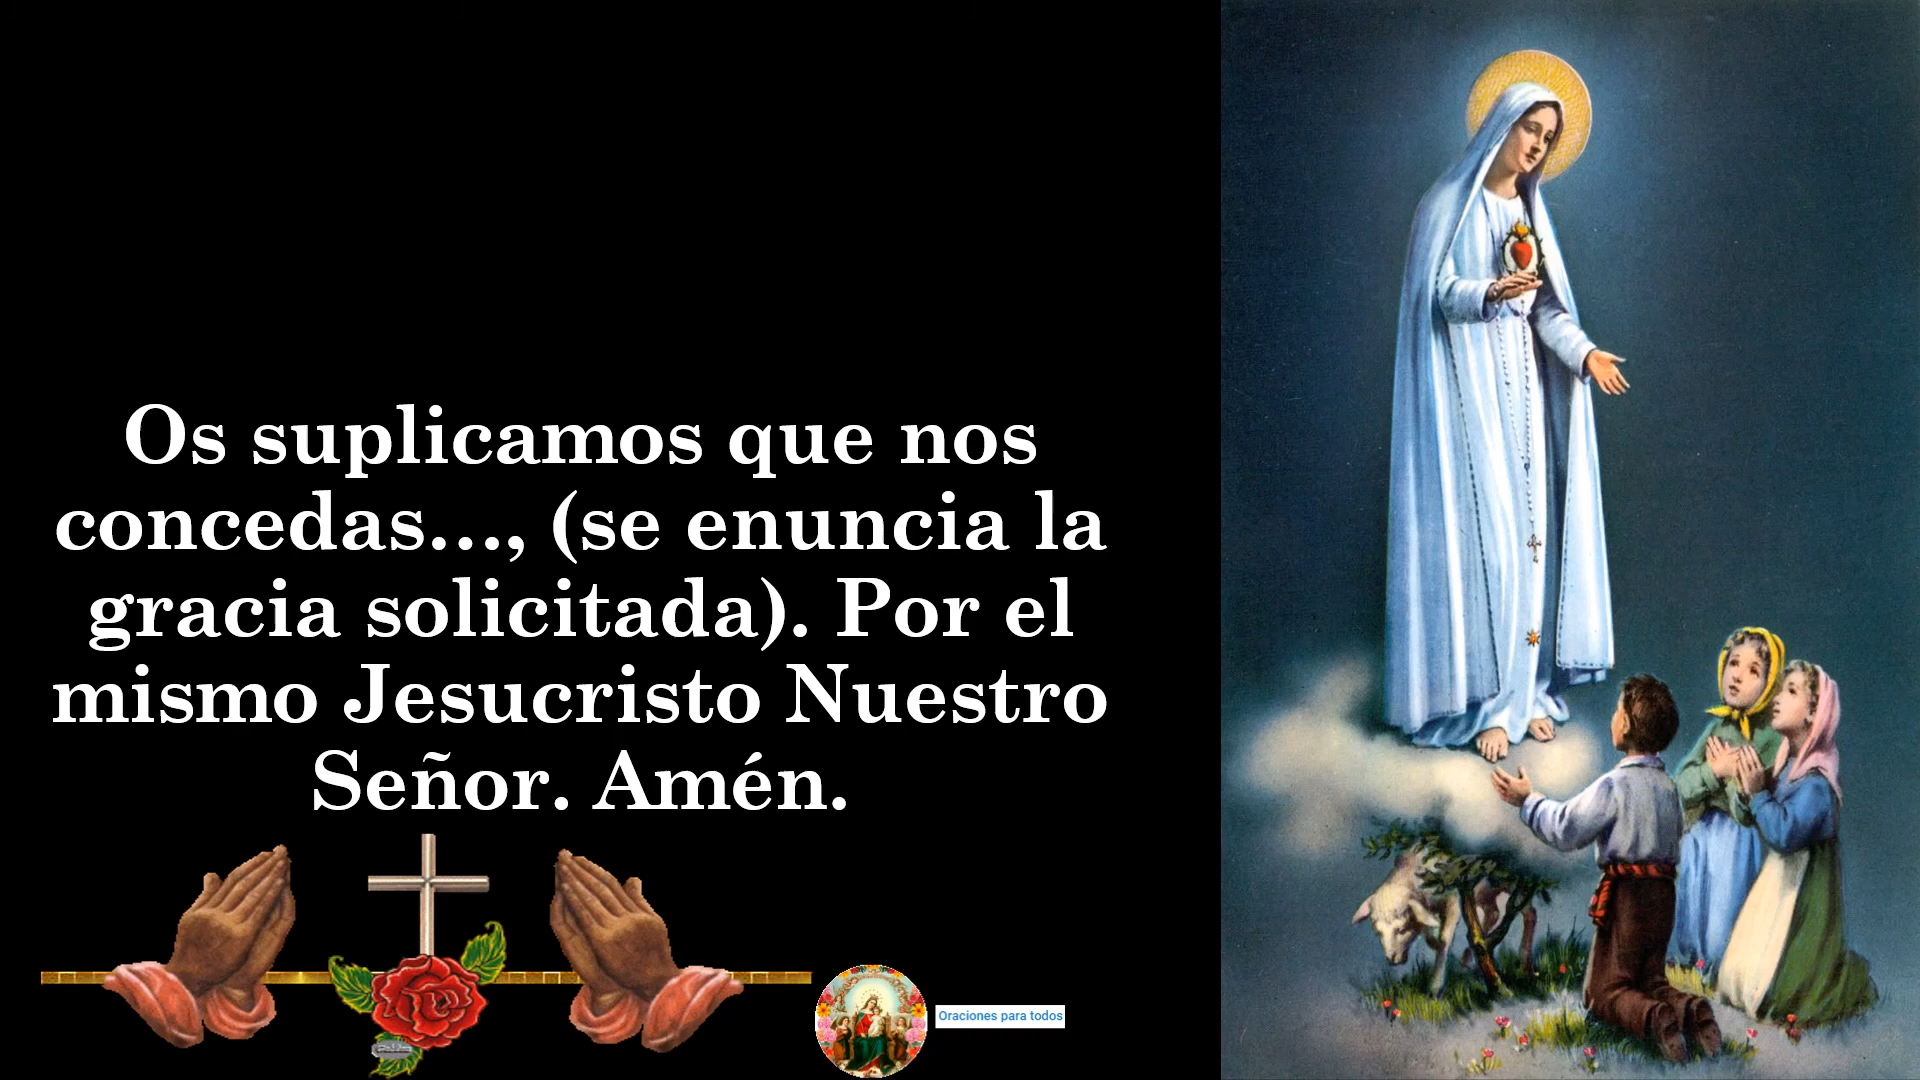 Os suplicamos que nos
concedas..., (se enuncia la
gracia solicitada). Por el
mismo Jesucristo Nuestro
Señor. Amén.
Oraciones para todos